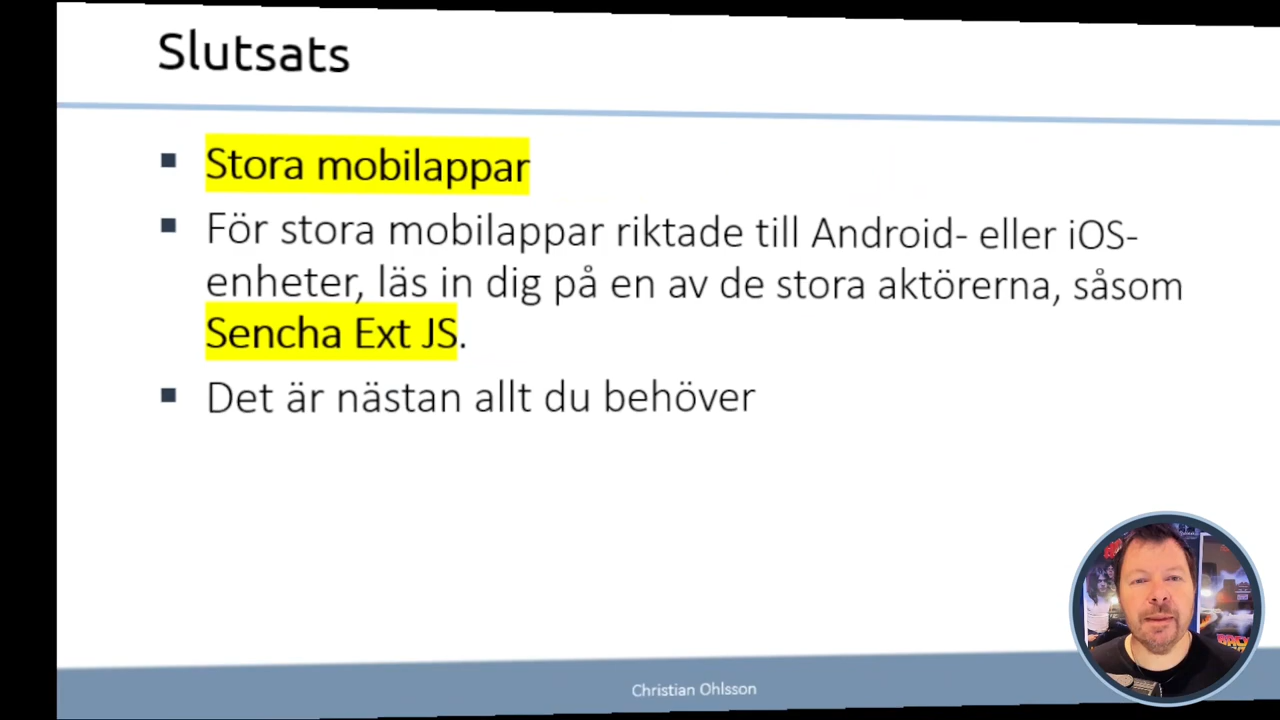 Slutsats
Stora mobilappar
För stora mobilappar riktade till Android- eller iOS-
enheter, läs in dig på en av de stora aktörerna, såsom
Sencha Ext JS.
Det är nästan allt du behöver
Christian Ohlsson